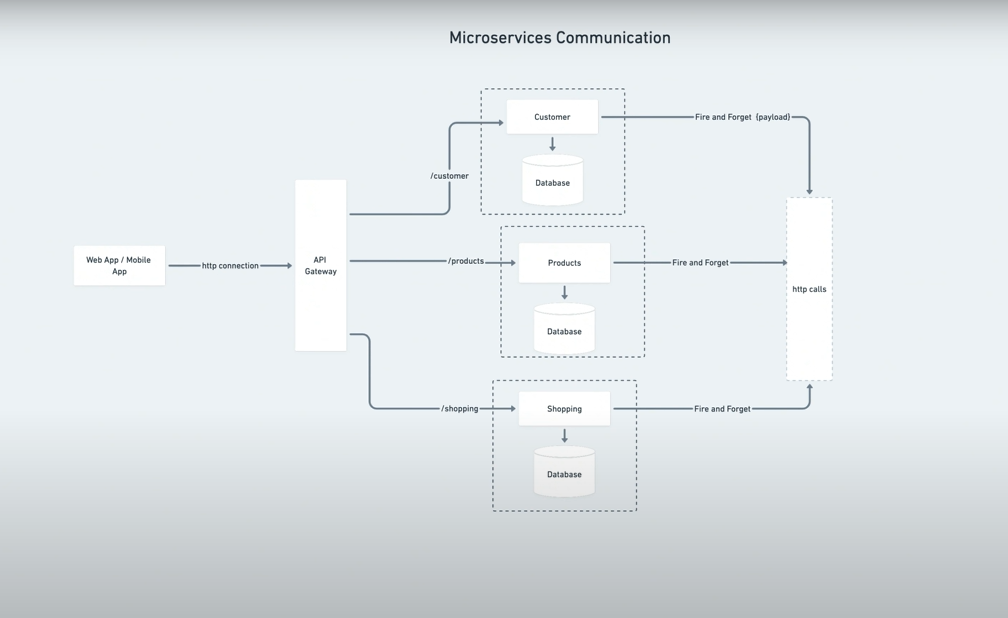 Microservices Communication
Customer
Fire and Forget (payload)
/customer
Database
Web App / Mobile
App
http connection
API
Gateway
/products
Products
Fire and Forget
http calls
Database
/shopping
Shopping
Fire and Forget
Database